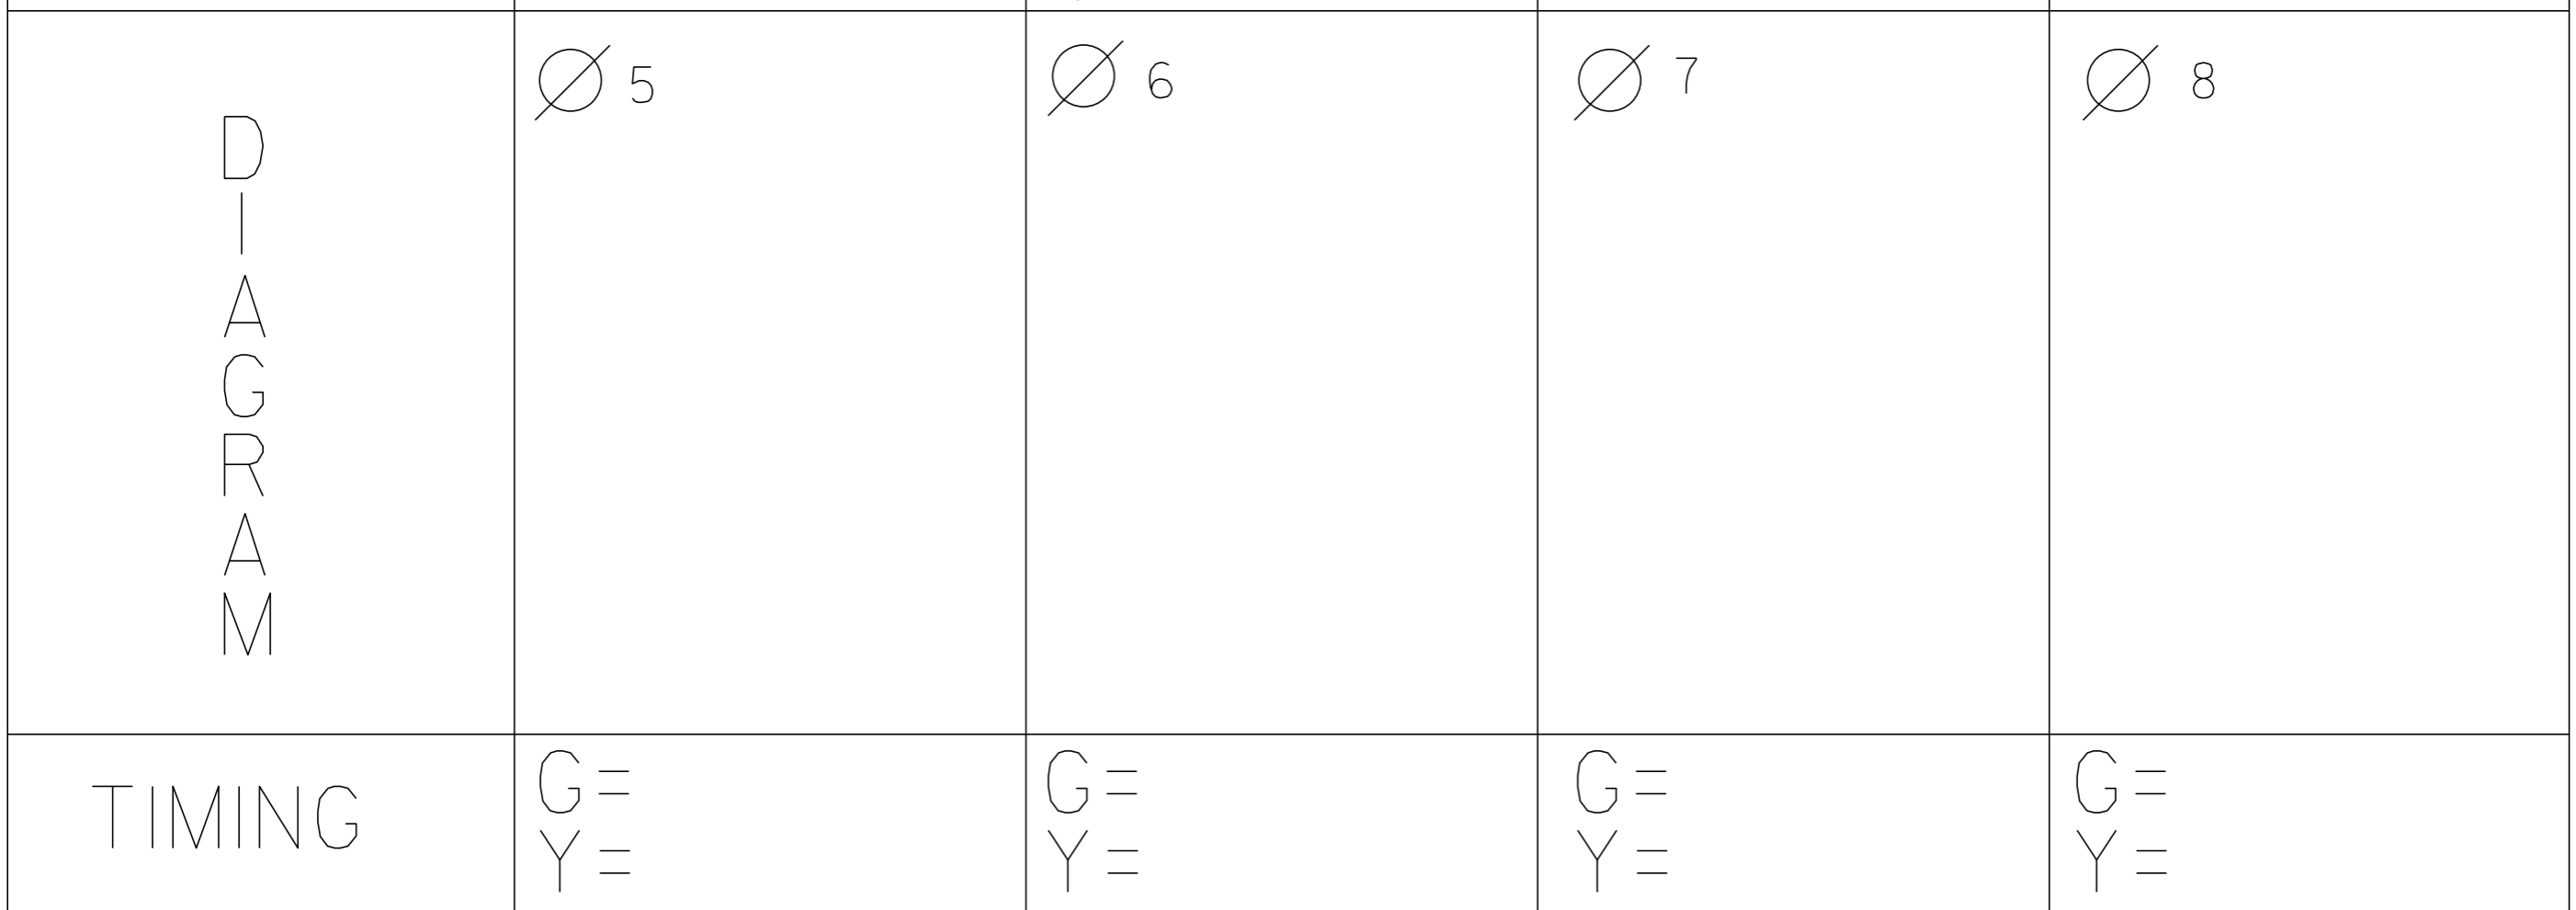 Ø 5
Ø 6
Ø 7
Ø 8
DIAGRAM
TIMING
G=
Y=
G=
Y=
G=
Y=
G=
Y=